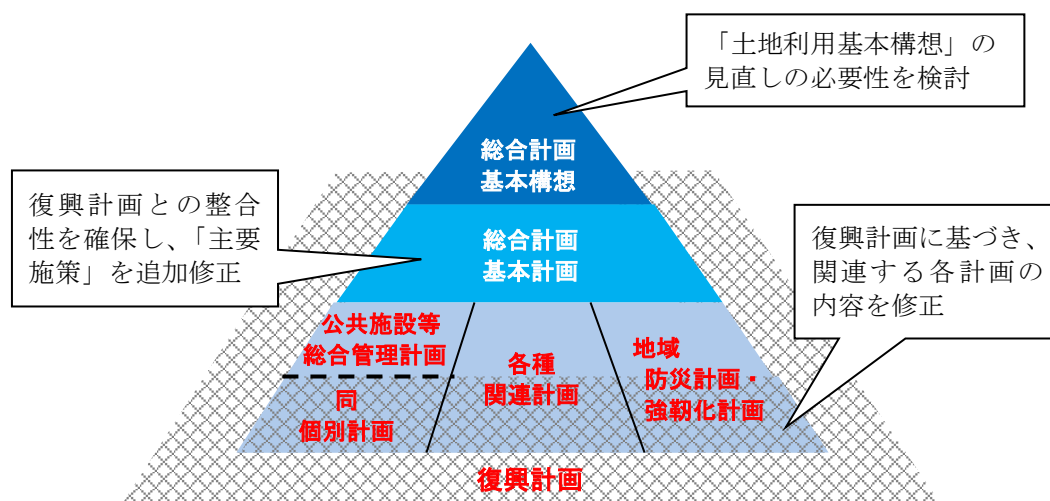 「土地利用基本構想」の
見直しの必要性を検討
総合計画
基本構想
復興計画との整合
性を確保し、「主要
施策」を追加修正
総合計画
基本計画
復興計画に基づき、
関連する各計画の
内容を修正
公共施設等
総合管理計画
同
個別計画
各種
関連計画
地域
防災計画・
強靭化計画
復興計画